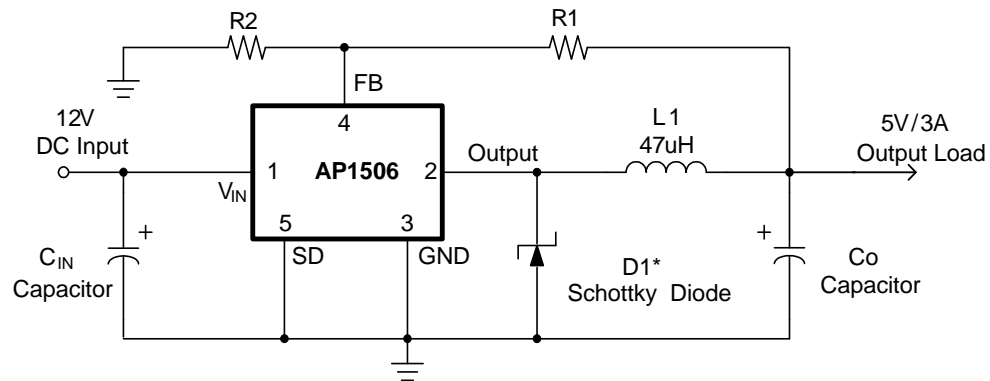 R2
R1
FB
12V
DC Input
4
L1
47uH
5V/3A
Output Load
Output
1
AP1506
2
VIN
5
3
SD
GND
CIN
Capacitor
+
D1*
Schottky Diode
+
Co
Capacitor